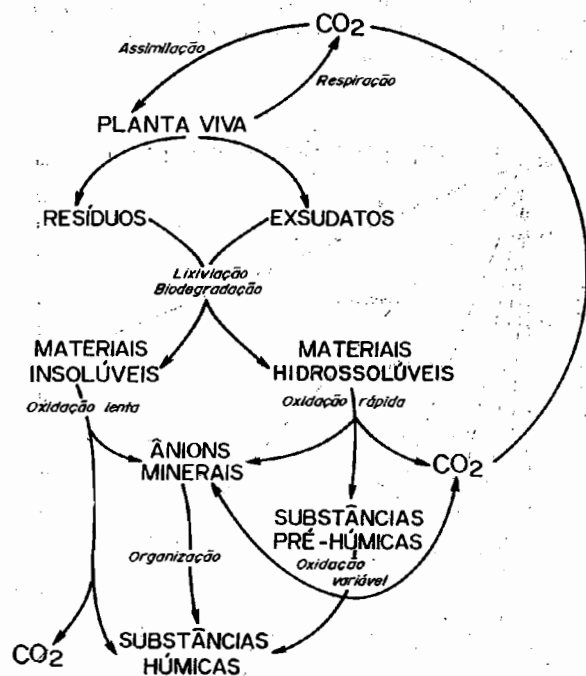 CO2
Assimilação
Respiração
PLANTA VIVA
RESÍDUOS
EXSUDATOS
Lixiviação
Biodegradação
MATERIAIS
INSOLÚVEIS
MATERIAIS
HIDROSSOLÚVEIS
Oxidação lenta
Oxidação rápida
ÂNIONS
MINERAIS
CO2
SUBSTÂNCIAS
PRÉ-HÚMICAS
Organização
Oxidação
variável
CO2
SUBSTÂNCIAS
HÚMICAS